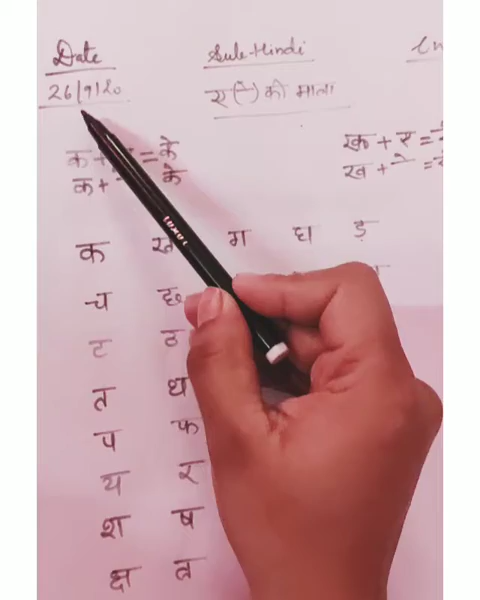 Date Sub-Hindi
26/9/20 ए (े) की मात्रा
क + = के ख + ए =
क + े के ख + े =
क ख ग घ ड़
च छ
ट ठ
त थ
प फ
य र
श ष
क्ष त्र